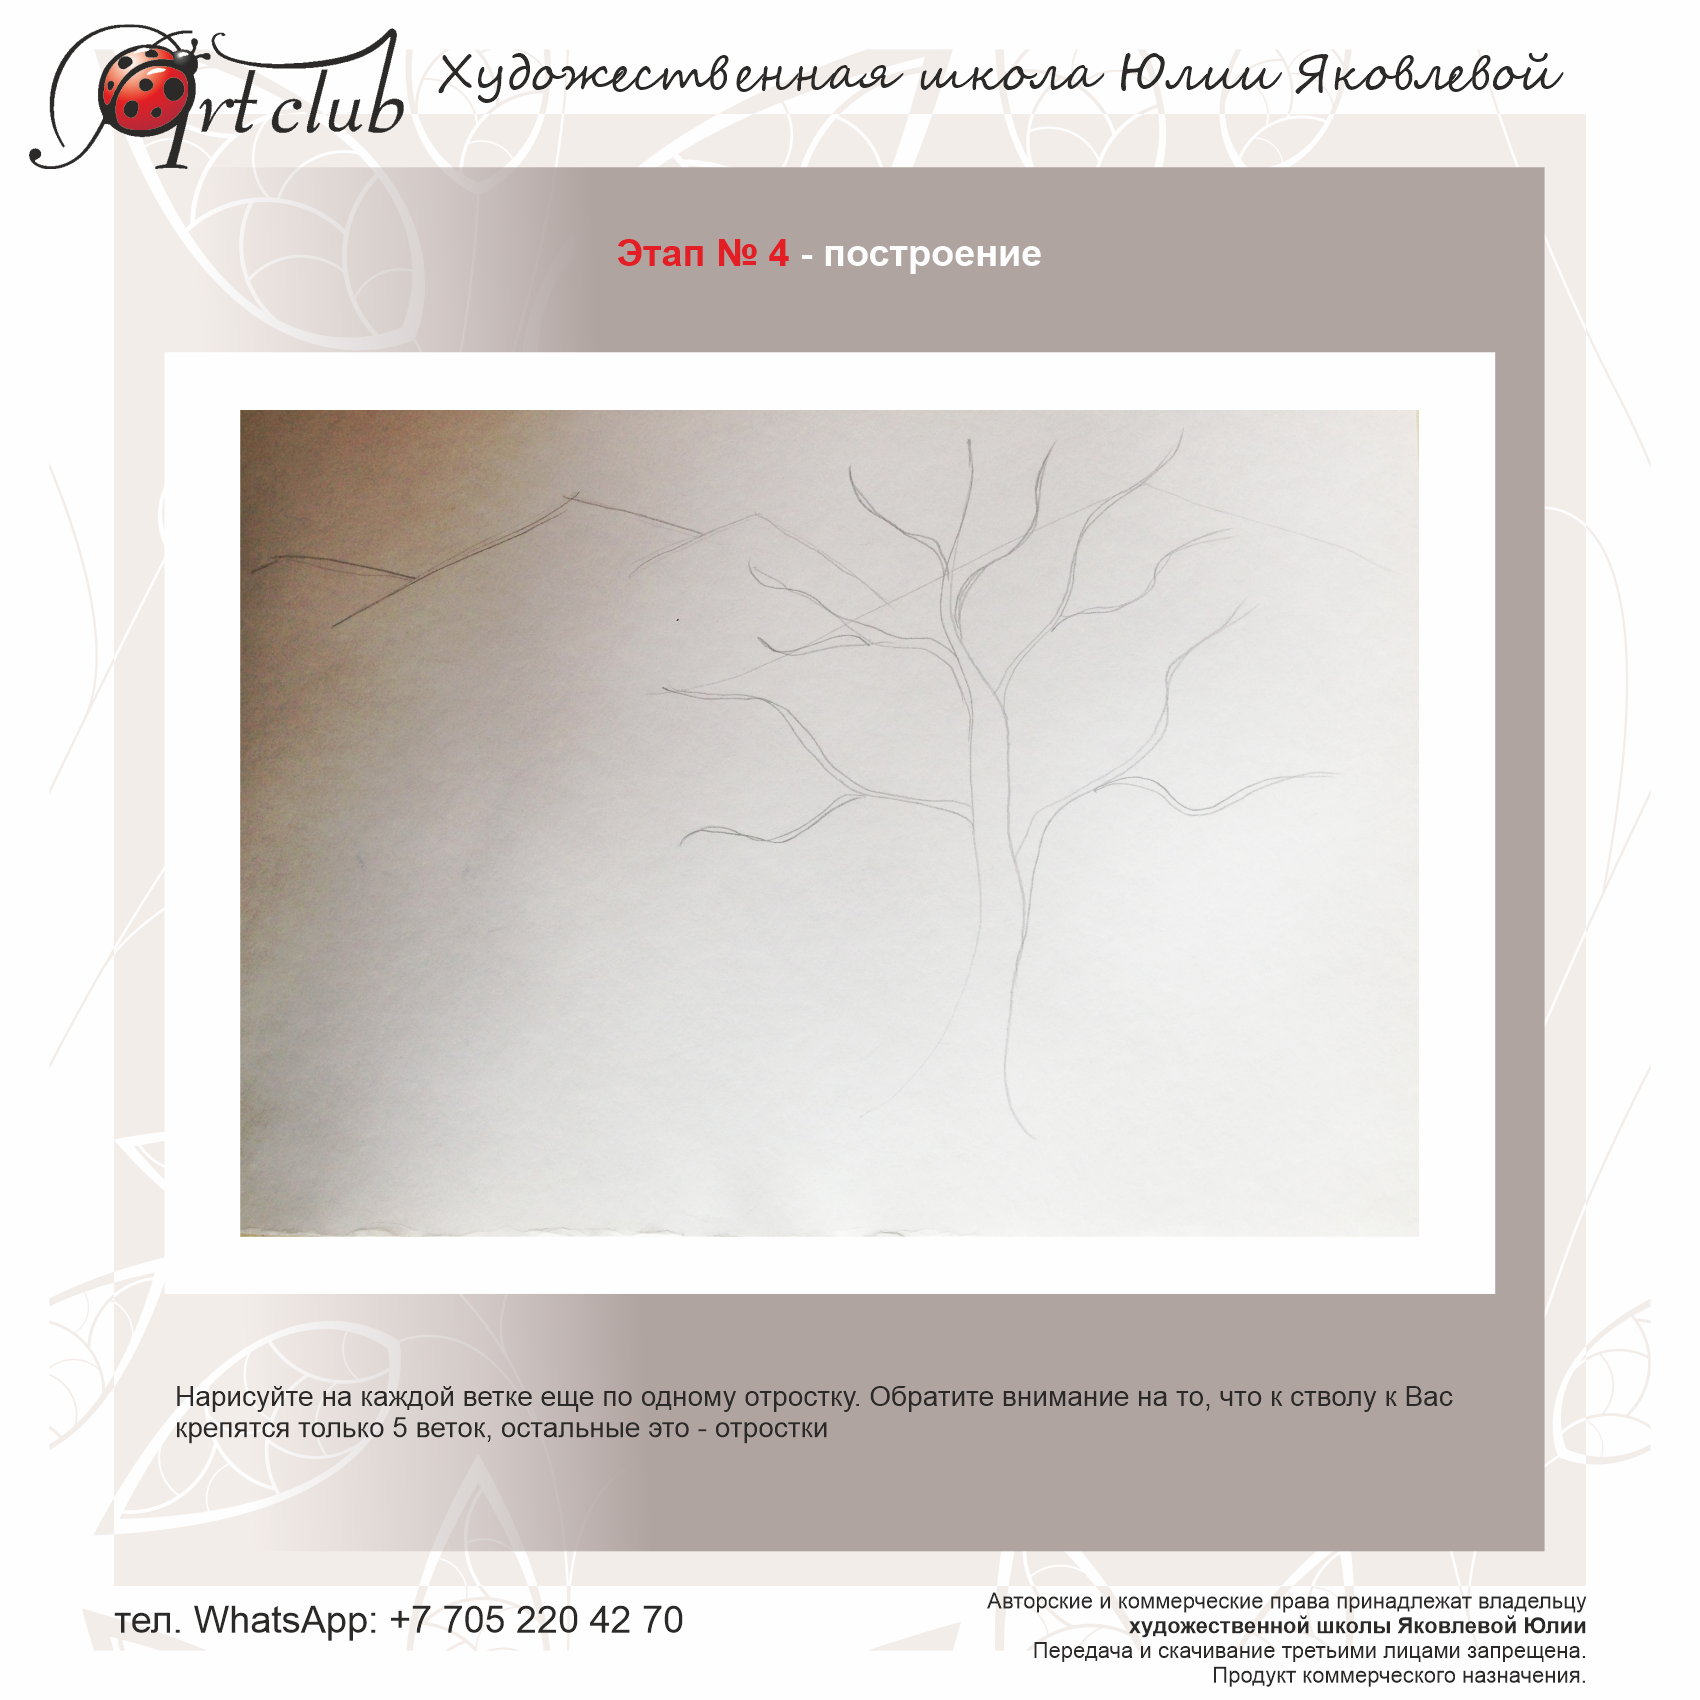 Art club
Художественная школа Юлии Яковлевой
Этап № 4 - построение
Нарисуйте на каждой ветке еще по одному отростку. Обратите внимание на то, что к стволу к Вас
крепятся только 5 веток, остальные это - отростки
тел. WhatsApp: +7 705 220 42 70
Авторские и коммерческие права принадлежат владельцу
художественной школы Яковлевой Юлии
Передача и скачивание третьими лицами запрещена.
Продукт коммерческого назначения.